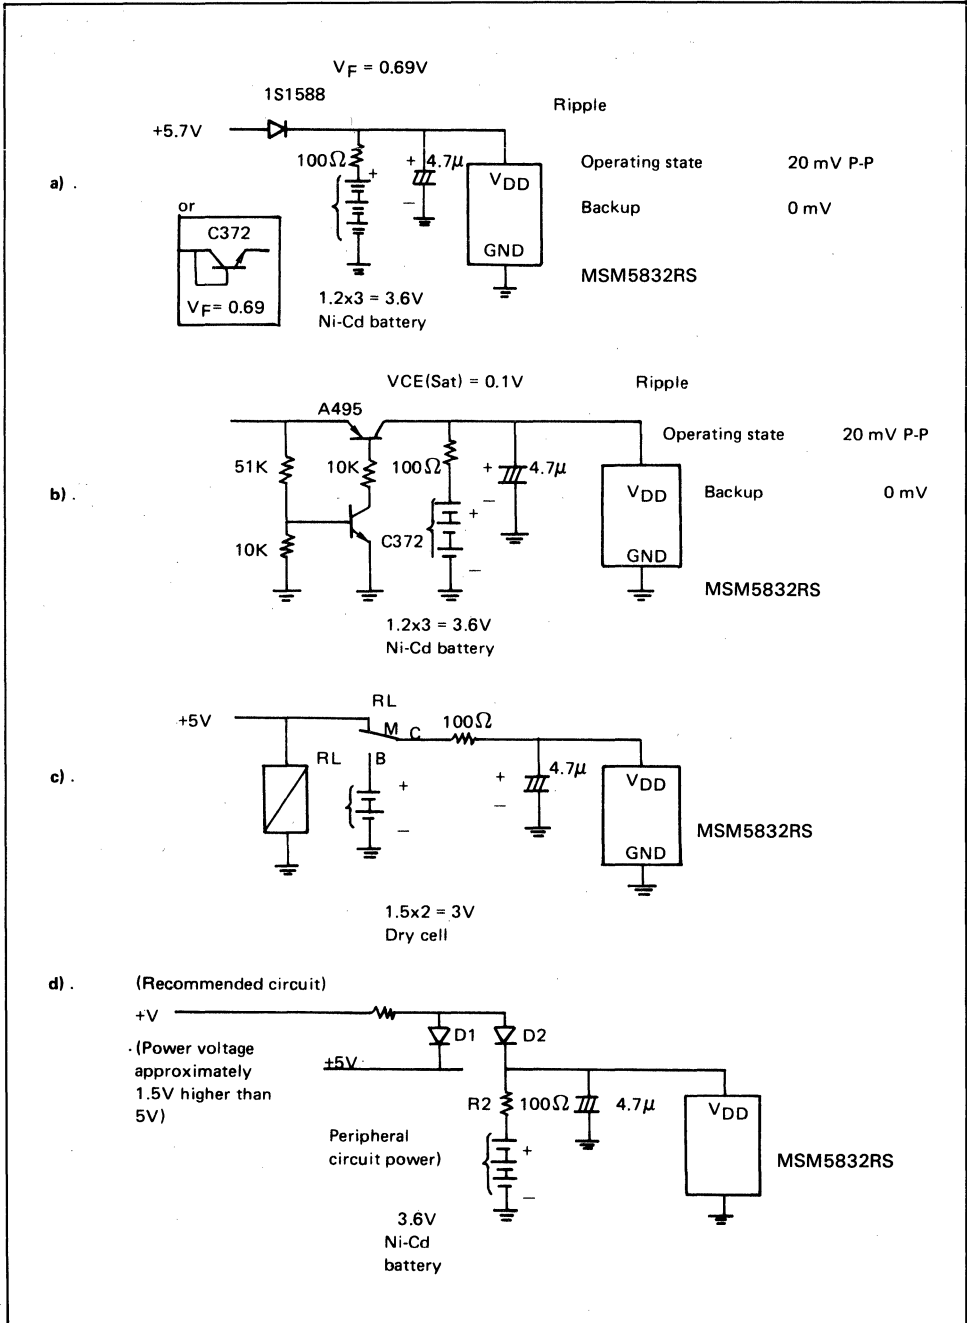 V_F = 0.69V
1S1588
Ripple
+5.7V
100Ω
+ 4.7µ
Operating state 20 mV P-P
a) .
+
V_DD
or
−
Backup 0 mV
C372
GND
MSM5832RS
V_F = 0.69
1.2x3 = 3.6V
Ni-Cd battery
VCE(Sat) = 0.1V
Ripple
A495
Operating state 20 mV P-P
51K
10K
100Ω
+
4.7µ
b) .
V_DD
Backup 0 mV
−
+
10K
C372
GND
−
MSM5832RS
1.2x3 = 3.6V
Ni-Cd battery
RL
+5V
M
C
100Ω
RL
B
4.7µ
c) .
+
+
V_DD
−
−
MSM5832RS
GND
1.5x2 = 3V
Dry cell
d) .
(Recommended circuit)
+V
D1
D2
(Power voltage
approximately
1.5V higher than
5V)
+5V
R2
100Ω
4.7µ
V_DD
Peripheral
circuit power)
+
MSM5832RS
−
3.6V
Ni-Cd
battery